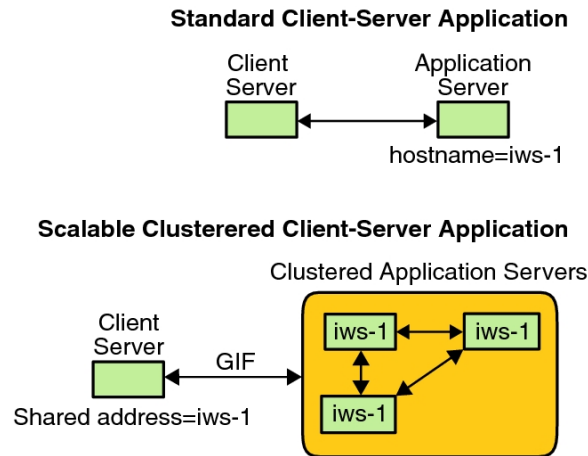 Standard Client-Server Application
Client
Server
Application
Server
hostname=iws-1
Scalable Clusterered Client-Server Application
Clustered Application Servers
Client
Server
GIF
iws-1
iws-1
iws-1
Shared address=iws-1